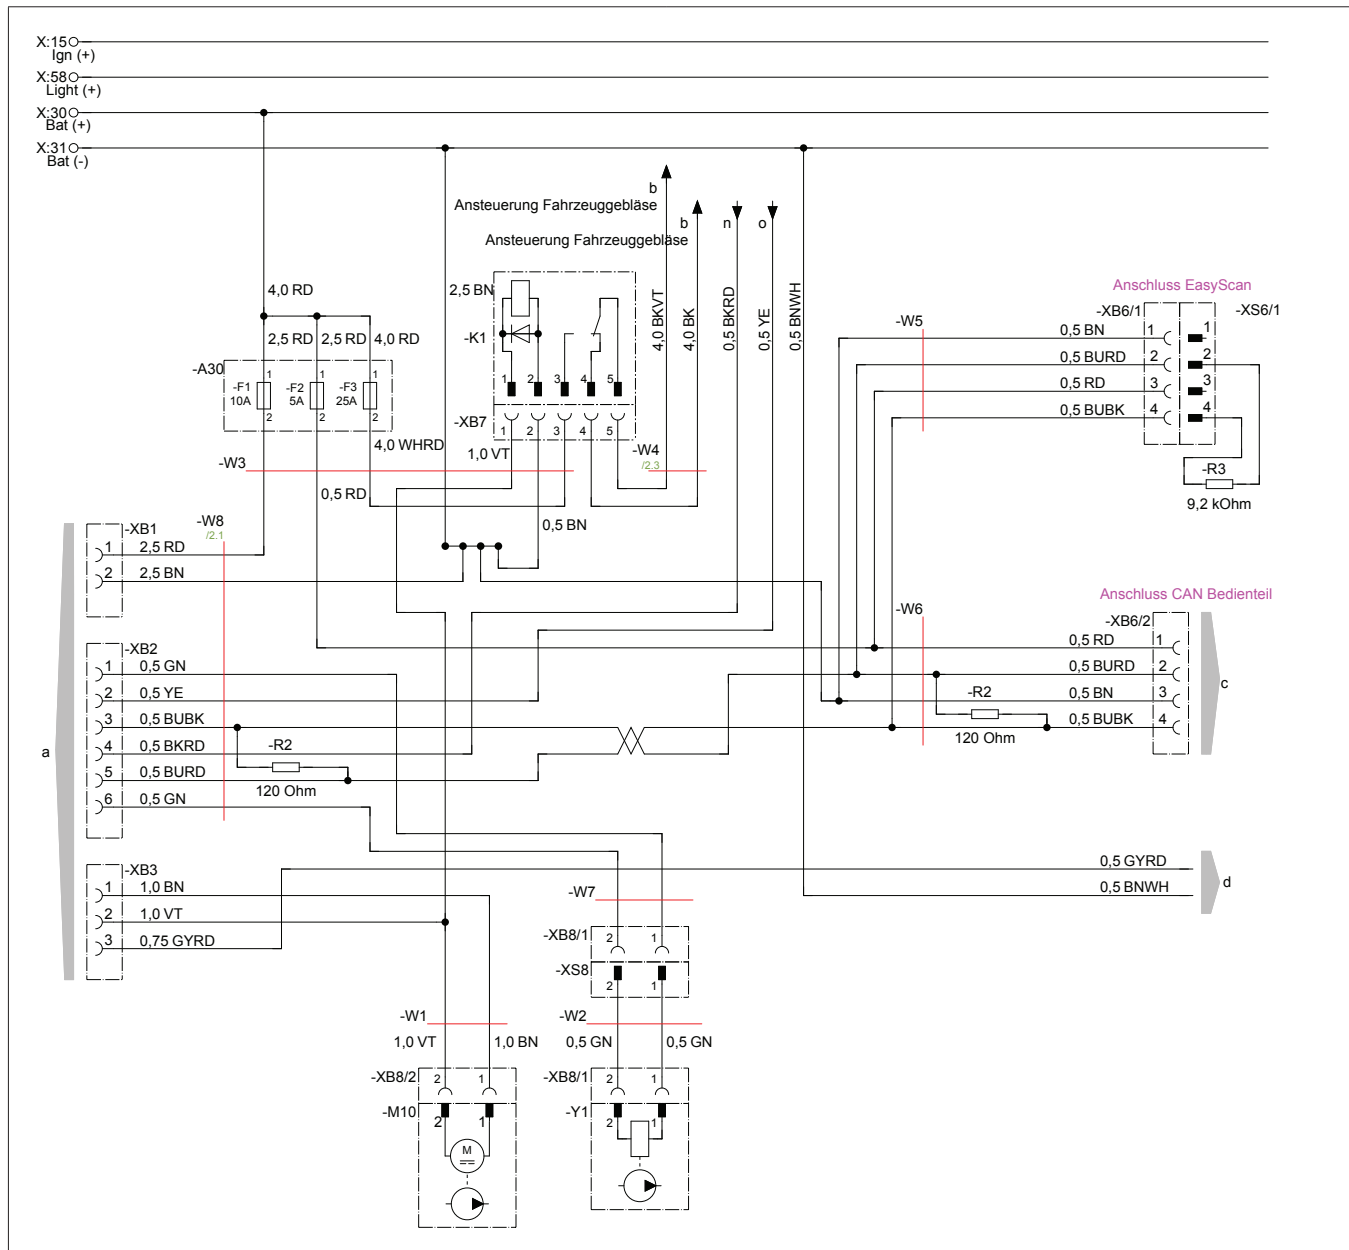 X:15
Ign (+)
X:58
Light (+)
X:30
Bat (+)
X:31
Bat (-)
b
Ansteuerung Fahrzeuggebläse
b n o
Ansteuerung Fahrzeuggebläse
4,0 RD
2,5 BN
4,0 BKVT
4,0 BK
0,5 BKRD
0,5 YE
0,5 BNWH
2,5 RD 2,5 RD 4,0 RD
-K1
-A30
-F1
10A
1
2
-F2
5A
1
2
-F3
25A
1
2
1 2 3 4 5
-XB7
1 2 3 4 5
4,0 WHRD
1,0 VT
-W3
-W4
/2.3
0,5 RD
0,5 BN
Anschluss EasyScan
-XB6/1 -XS6/1
-W5
0,5 BN 1 1
0,5 BURD 2 2
0,5 RD 3 3
0,5 BUBK 4 4
-R3
9,2 kOhm
-XB1
-W8
/2.1
1 2,5 RD
2 2,5 BN
Anschluss CAN Bedienteil
-W6
-XB6/2
0,5 RD 1
0,5 BURD 2
0,5 BN 3
0,5 BUBK 4
-R2
120 Ohm
c
-XB2
1 0,5 GN
2 0,5 YE
3 0,5 BUBK
4 0,5 BKRD
5 0,5 BURD
6 0,5 GN
-R2
120 Ohm
a
-XB3
1 1,0 BN
2 1,0 VT
3 0,75 GYRD
0,5 GYRD
0,5 BNWH
d
-W7
-XB8/1
2 1
-XS8
2 1
-W1
1,0 VT 1,0 BN
-W2
0,5 GN 0,5 GN
-XB8/2
2 1
-M10
2 1
M
-XB8/1
2 1
-Y1
2 1